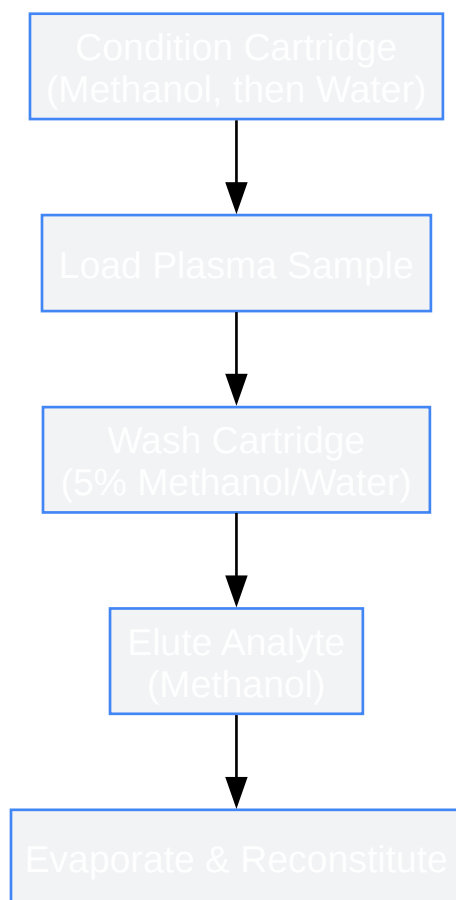 Condition Cartridge
(Methanol, then Water)
Load Plasma Sample
Wash Cartridge
(5% Methanol/Water)
Elute Analyte
(Methanol)
Evaporate & Reconstitute